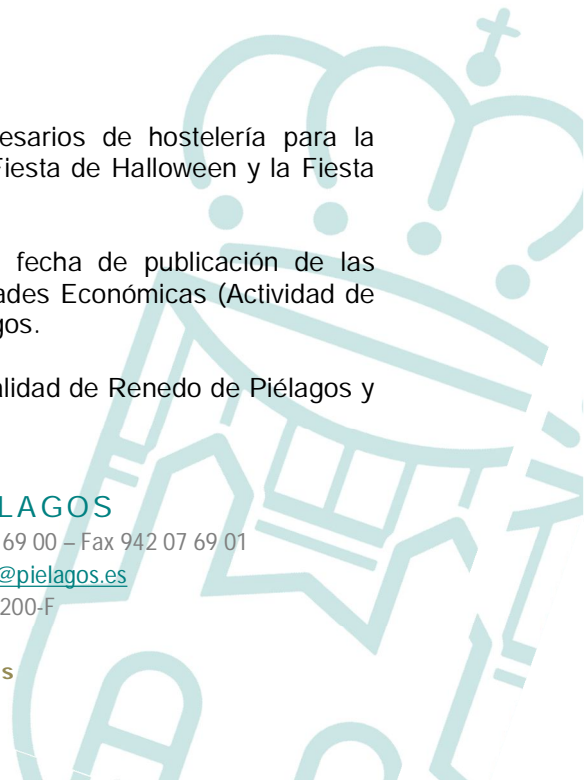 esarios de hostelería para la
Fiesta de Halloween y la Fiesta
fecha de publicación de las
ades Económicas (Actividad de
gos.
alidad de Renedo de Piélagos y
LAGOS
69 00 – Fax 942 07 69 01
@pielagos.es
200-F
s